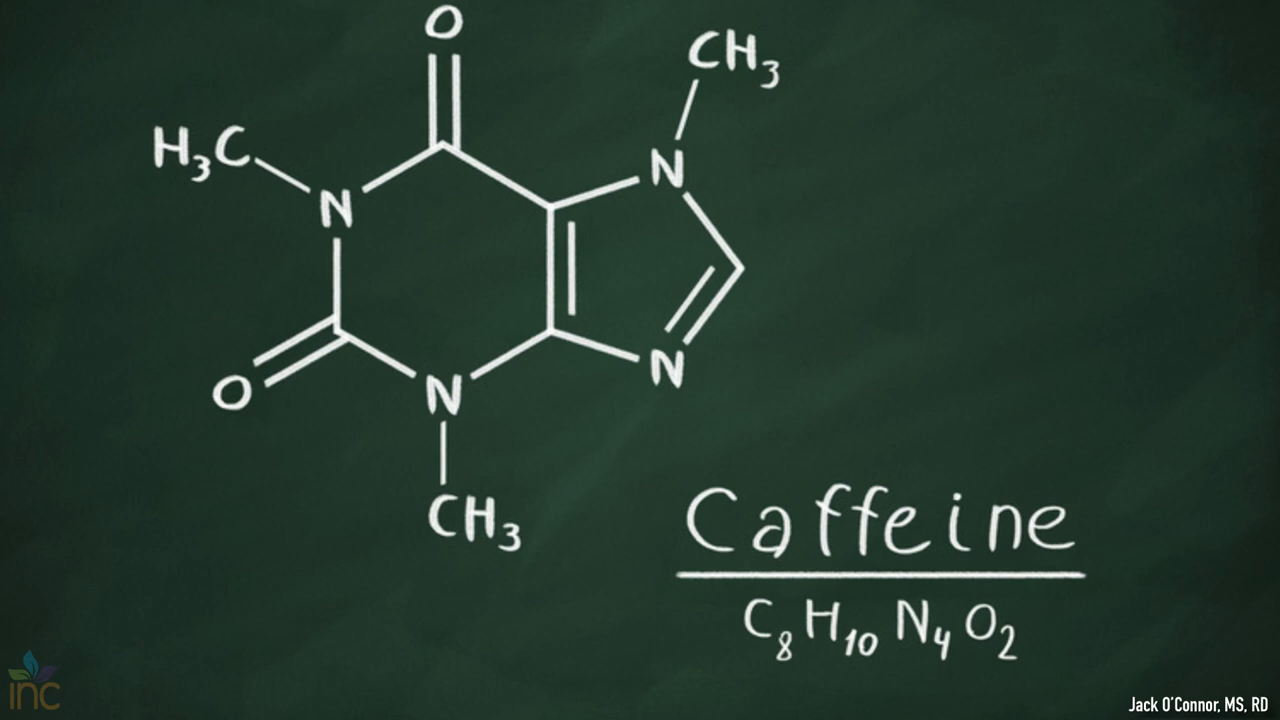 O
CH₃
H₃C
N
N
O
N
N
CH₃
Caffeine
C₈H₁₀N₄O₂
inc
Jack O'Connor, MS, RD